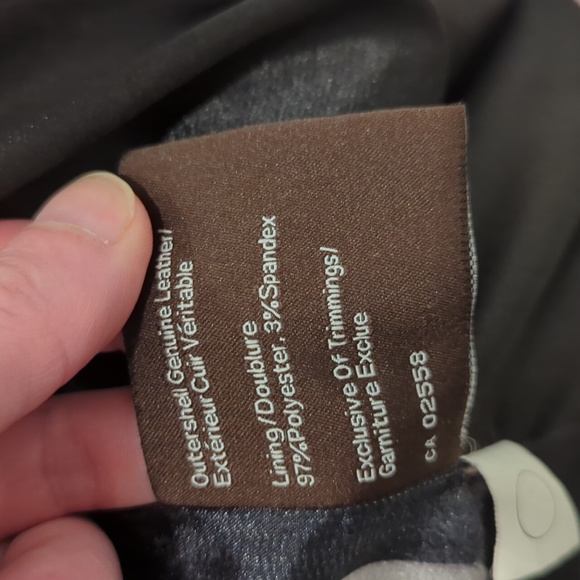 Outershell Genuine Leather/
Extérieur Cuir Véritable
Lining/Doublure
97%Polyester, 3%Spandex
Exclusive Of Trimmings/
Garniture Exclue
CA 02558